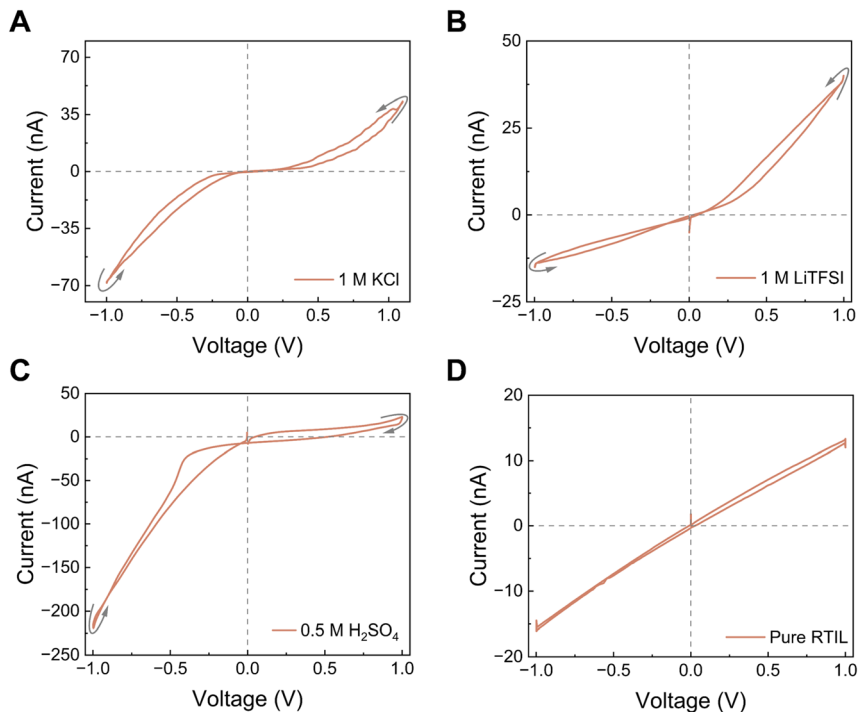 A
Current (nA)
70
35
0
−35
−70
−1.0
−0.5
0.0
0.5
1.0
1 M KCl
Voltage (V)
B
Current (nA)
50
25
0
−25
−1.0
−0.5
0.0
0.5
1.0
1 M LiTFSI
Voltage (V)
C
Current (nA)
50
0
−50
−100
−150
−200
−250
−1.0
−0.5
0.0
0.5
1.0
0.5 M H₂SO₄
Voltage (V)
D
Current (nA)
20
10
0
−10
−20
−1.0
−0.5
0.0
0.5
1.0
Pure RTIL
Voltage (V)